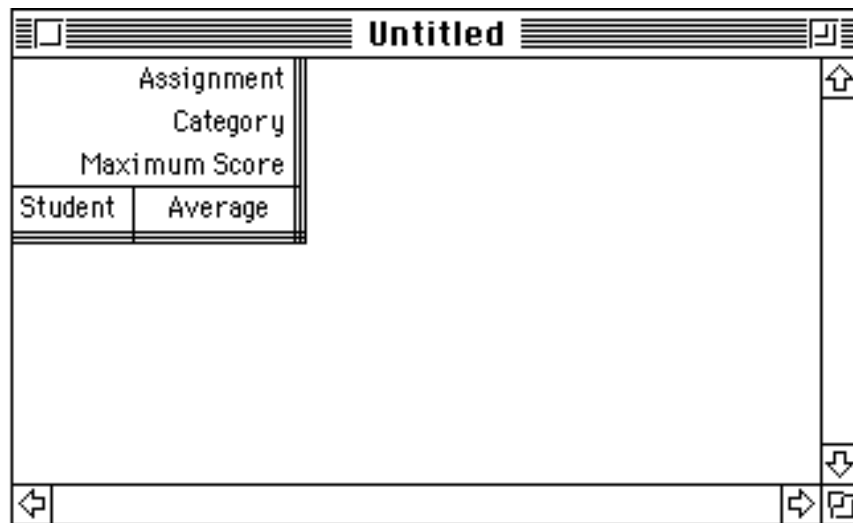 Untitled
Assignment
Category
Maximum Score
Student Average